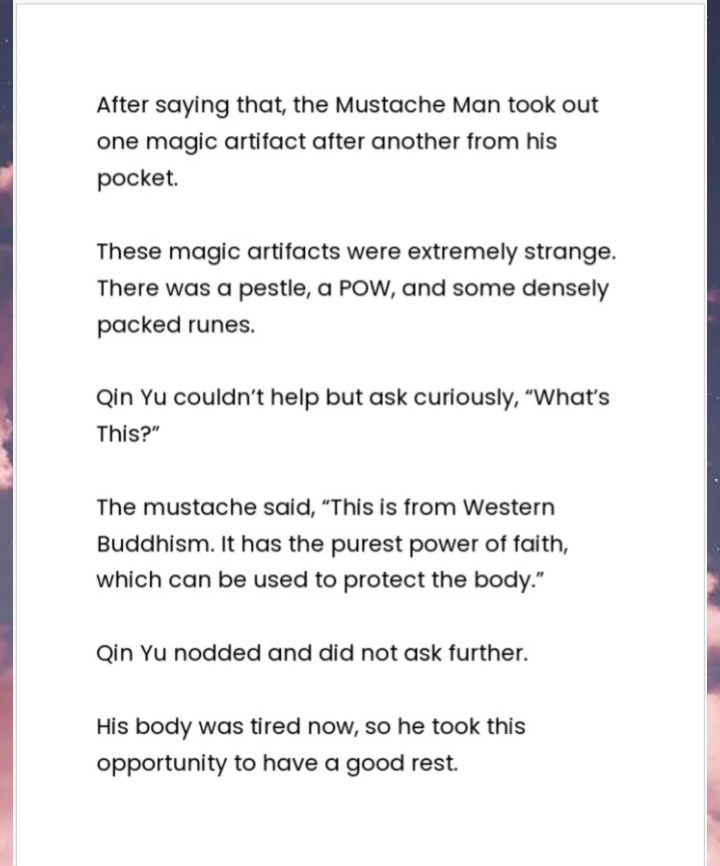 After saying that, the Mustache Man took out
one magic artifact after another from his
pocket.
These magic artifacts were extremely strange.
There was a pestle, a POW, and some densely
packed runes.
Qin Yu couldn’t help but ask curiously, “What’s
This?”
The mustache said, “This is from Western
Buddhism. It has the purest power of faith,
which can be used to protect the body.”
Qin Yu nodded and did not ask further.
His body was tired now, so he took this
opportunity to have a good rest.